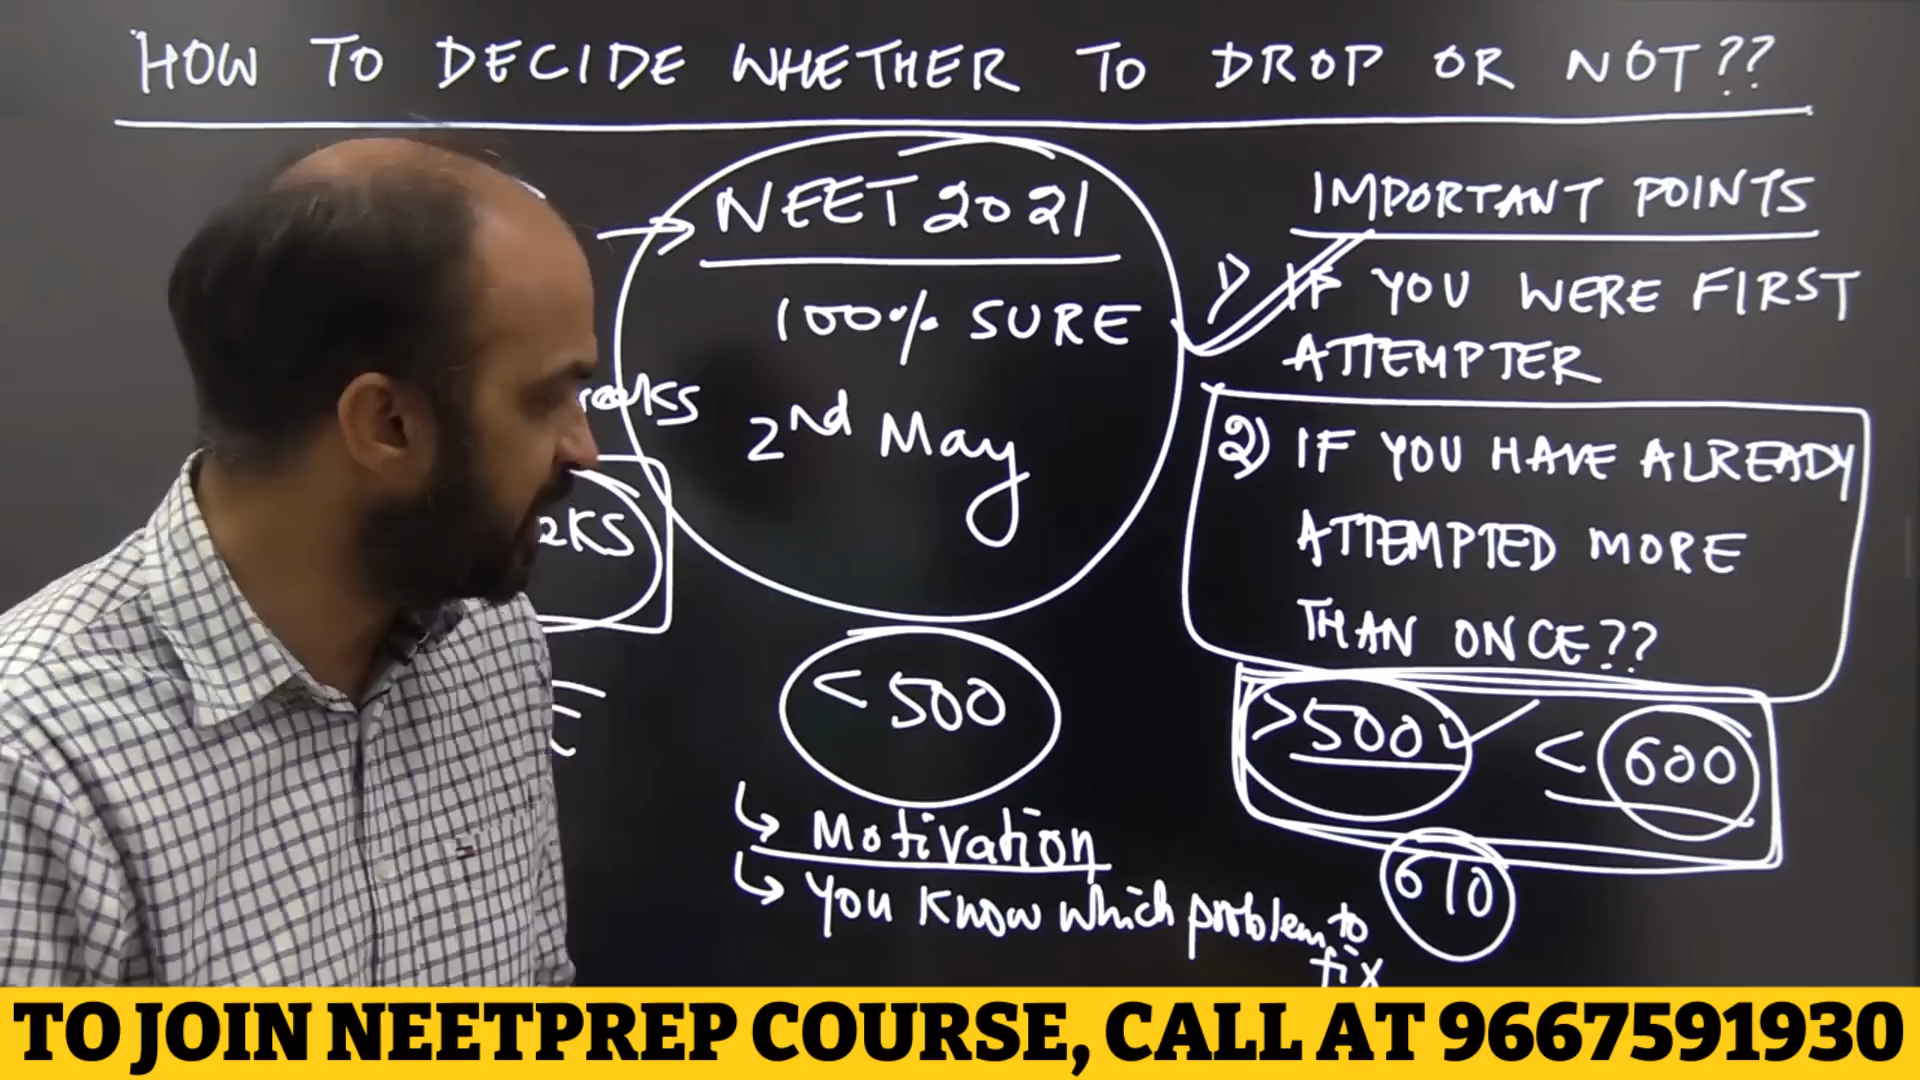 HOW TO DECIDE WHETHER TO DROP OR NOT??
NEET 2021
100% SURE
2nd May
< 500
Motivation
You Know which problem to
fix
IMPORTANT POINTS
1) IF YOU WERE FIRST
ATTEMPTER
2) IF YOU HAVE ALREADY
ATTEMPTED MORE
THAN ONCE??
>500 < 600
610
TO JOIN NEETPREP COURSE, CALL AT 9667591930